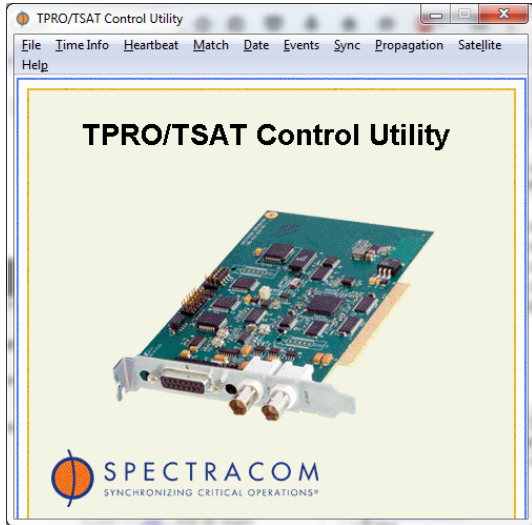 TPRO/TSAT Control Utility
File Time Info Heartbeat Match Date Events Sync Propagation Satellite
Help
TPRO/TSAT Control Utility
SPECTRACOM
SYNCHRONIZING CRITICAL OPERATIONS®